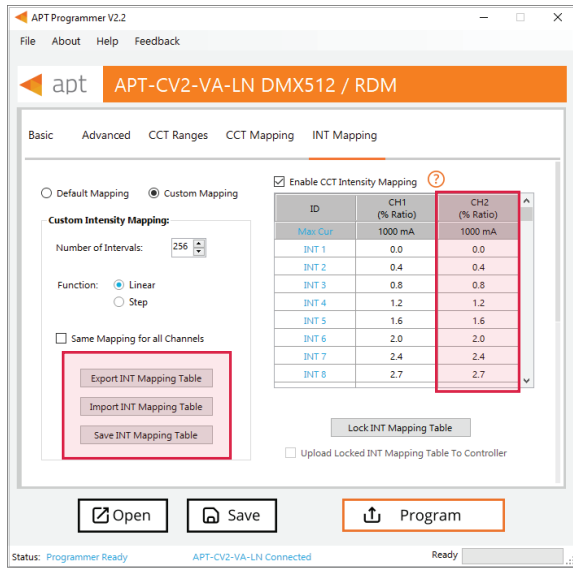 APT Programmer V2.2
File About Help Feedback
apt APT-CV2-VA-LN DMX512 / RDM
Basic Advanced CCT Ranges CCT Mapping INT Mapping
Default Mapping Custom Mapping
Custom Intensity Mapping:
Number of Intervals: 256
Function: Linear
Step
Same Mapping for all Channels
Export INT Mapping Table
Import INT Mapping Table
Save INT Mapping Table
Enable CCT Intensity Mapping ?
ID CH1 (% Ratio) CH2 (% Ratio)
Max Cur 1000 mA 1000 mA
INT 1 0.0 0.0
INT 2 0.4 0.4
INT 3 0.8 0.8
INT 4 1.2 1.2
INT 5 1.6 1.6
INT 6 2.0 2.0
INT 7 2.4 2.4
INT 8 2.7 2.7
Lock INT Mapping Table
Upload Locked INT Mapping Table To Controller
Open Save Program
Status: Programmer Ready APT-CV2-VA-LN Connected Ready